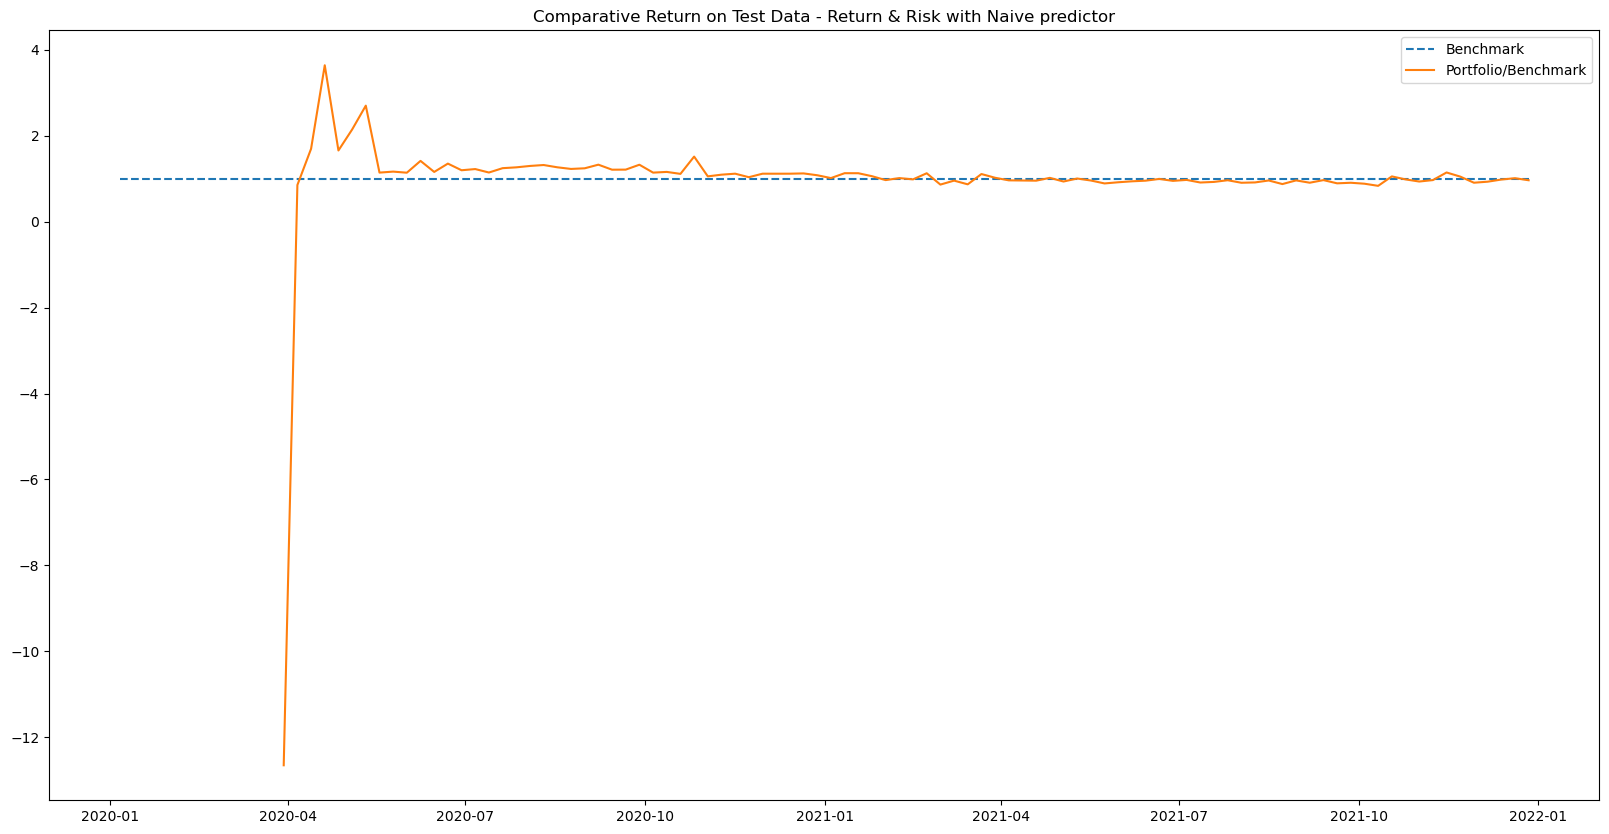 Comparative Return on Test Data - Return & Risk with Naive predictor
Benchmark
Portfolio/Benchmark
4
2
0
−2
−4
−6
−8
−10
−12
2020-01 2020-04 2020-07 2020-10 2021-01 2021-04 2021-07 2021-10 2022-01